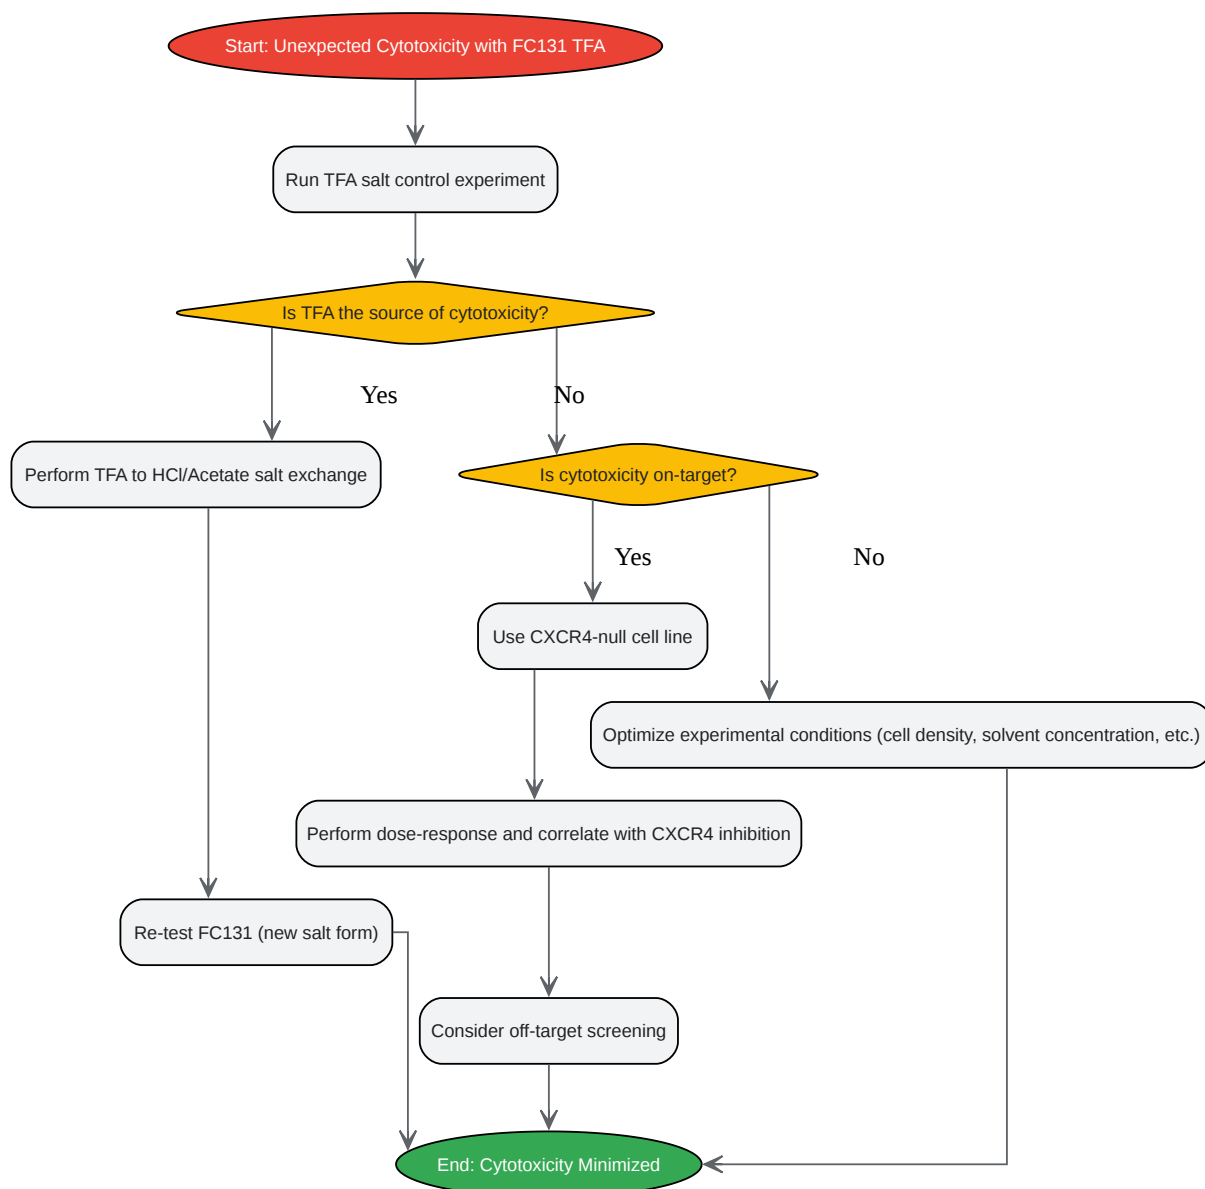 Start: Unexpected Cytotoxicity with FC131 TFA
Run TFA salt control experiment
Is TFA the source of cytotoxicity?
Yes
No
Perform TFA to HCl/Acetate salt exchange
Is cytotoxicity on-target?
Yes
No
Use CXCR4-null cell line
Optimize experimental conditions (cell density, solvent concentration, etc.)
Perform dose-response and correlate with CXCR4 inhibition
Re-test FC131 (new salt form)
Consider off-target screening
End: Cytotoxicity Minimized